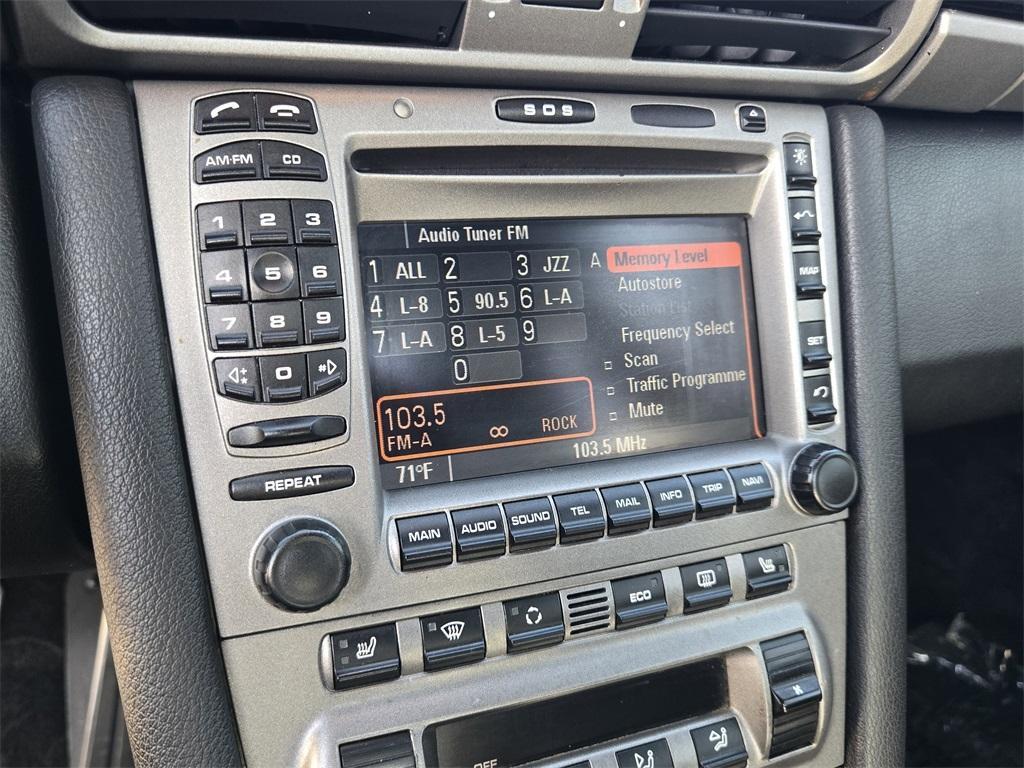 SOS
AM·FM CD
1 2 3
4 5 6
7 8 9
* 0 #
REPEAT
MAP
SET
Audio Tuner FM
1 ALL 2 3 JZZ A Memory Level
4 L-8 5 90.5 6 L-A Autostore
Station List
7 L-A 8 L-5 9 Frequency Select
0 Scan
Traffic Programme
Mute
103.5
FM-A ∞ ROCK
71°F 103.5 MHz
MAIN AUDIO SOUND TEL MAIL INFO TRIP NAVI
ECO
OFF